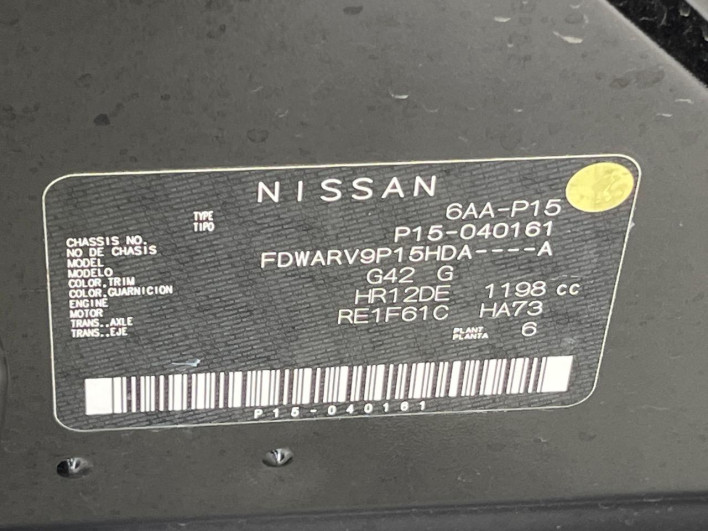 NISSAN
TYPE 6AA-P15
TIPO
CHASSIS NO. P15-040161
NO DE CHASIS
MODEL FDWARV9P15HDA----A
MODELO
COLOR,TRIM G42 G
COLOR,GUARNICION
ENGINE HR12DE 1198 cc
MOTOR
TRANS.,AXLE RE1F61C HA73
TRANS.,EJE
PLANT 6
PLANTA
P15-040161